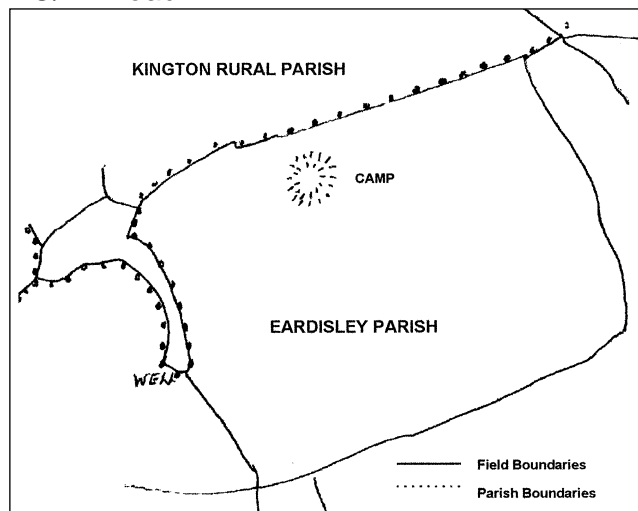 KINGTON RURAL PARISH
CAMP
EARDISLEY PARISH
WELL
Field Boundaries
Parish Boundaries